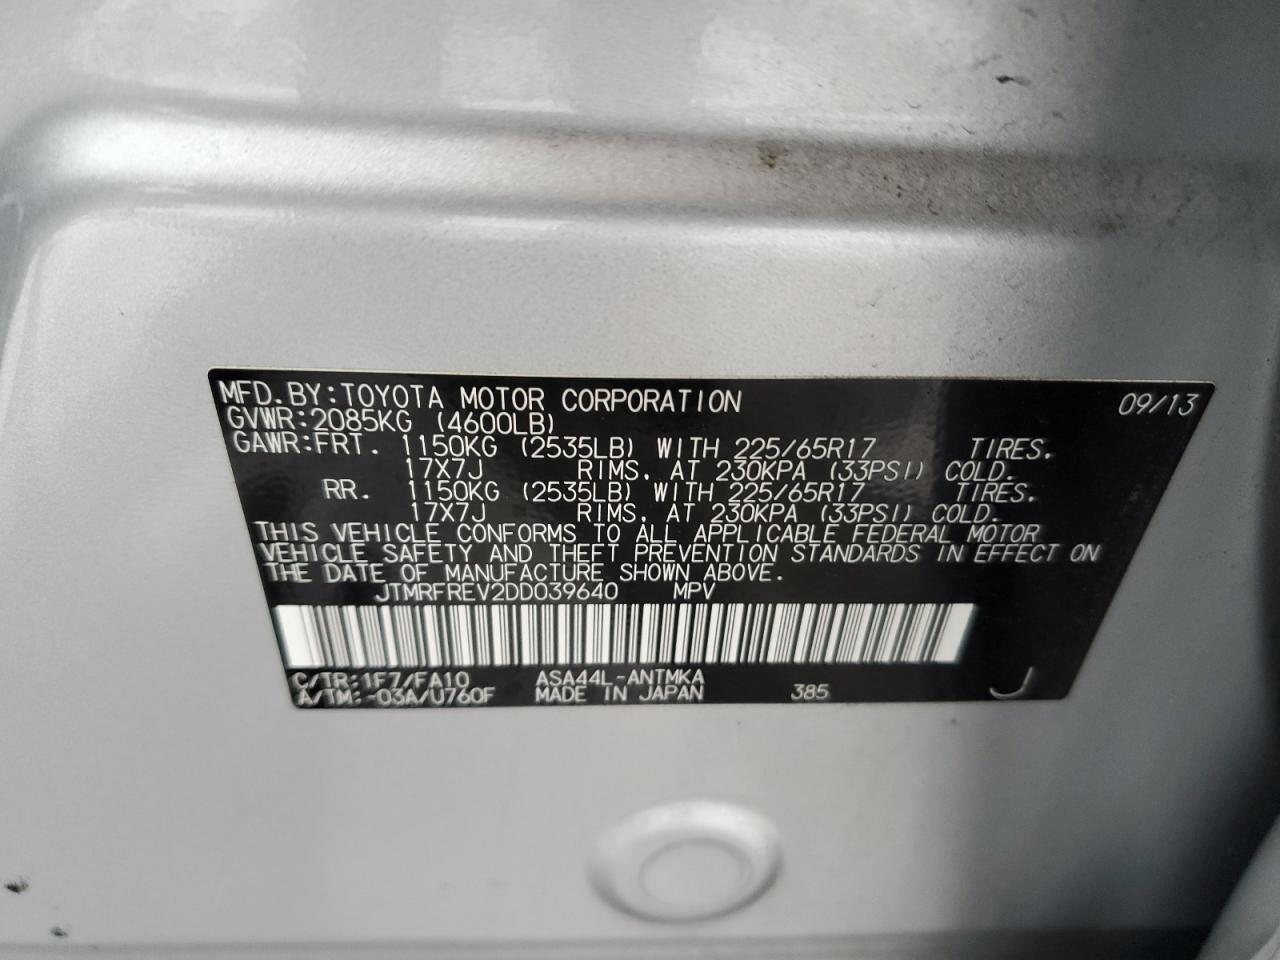 MFD.BY:TOYOTA MOTOR CORPORATION 09/13
GVWR:2085KG (4600LB)
GAWR:FRT. 1150KG (2535LB) WITH 225/65R17 TIRES.
17X7J RIMS, AT 230KPA (33PSI) COLD.
RR. 1150KG (2535LB) WITH 225/65R17 TIRES.
17X7J RIMS, AT 230KPA (33PSI) COLD.
THIS VEHICLE CONFORMS TO ALL APPLICABLE FEDERAL MOTOR
VEHICLE SAFETY AND THEFT PREVENTION STANDARDS IN EFFECT ON
THE DATE OF MANUFACTURE SHOWN ABOVE.
JTMRFREV2DD039640 MPV
C/TR:1F7/FA10 ASA44L-ANTMKA
A/TM:-03A/U760F MADE IN JAPAN 385 J